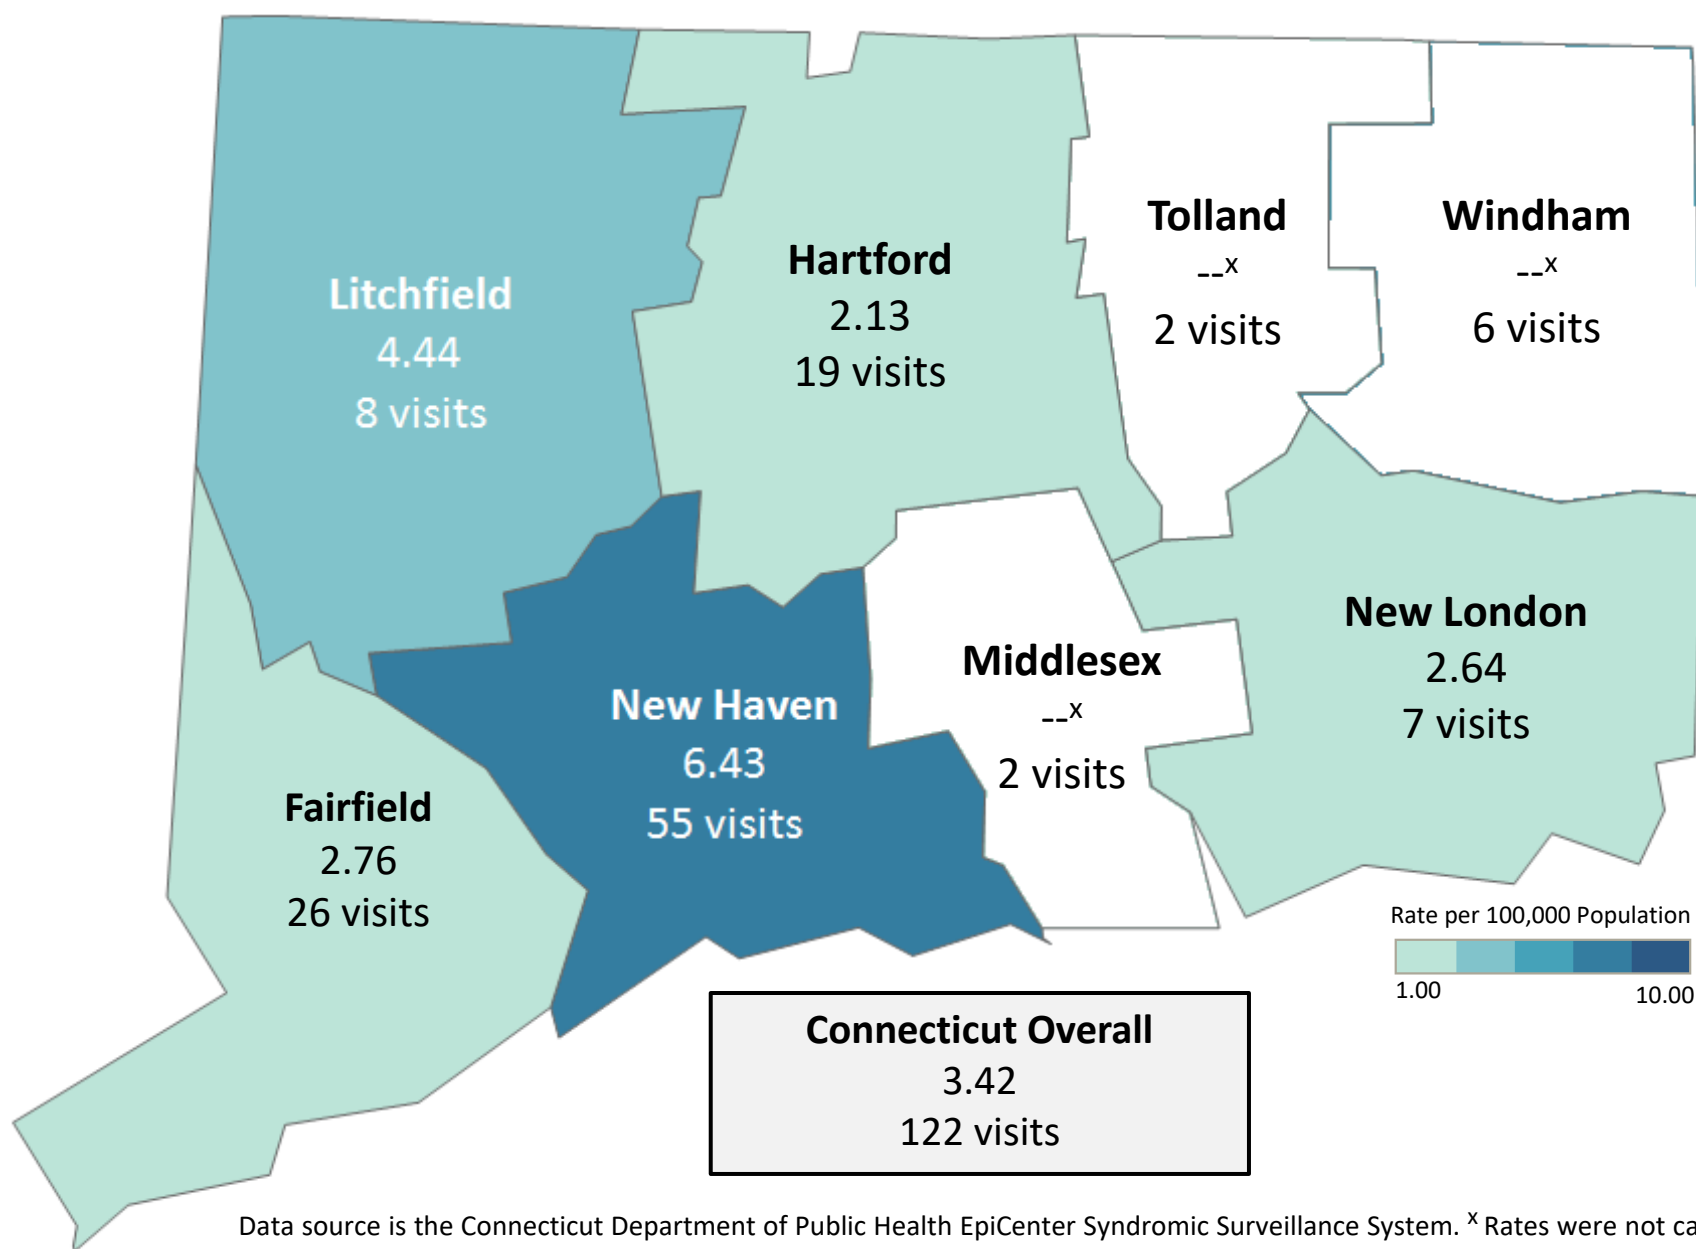 Litchfield
4.44
8 visits
Hartford
2.13
19 visits
Tolland
--ˣ
2 visits
Windham
--ˣ
6 visits
Fairfield
2.76
26 visits
New Haven
6.43
55 visits
Middlesex
--ˣ
2 visits
New London
2.64
7 visits
Rate per 100,000 Population
1.00 10.00
Connecticut Overall
3.42
122 visits
Data source is the Connecticut Department of Public Health EpiCenter Syndromic Surveillance System. ˣ Rates were not ca